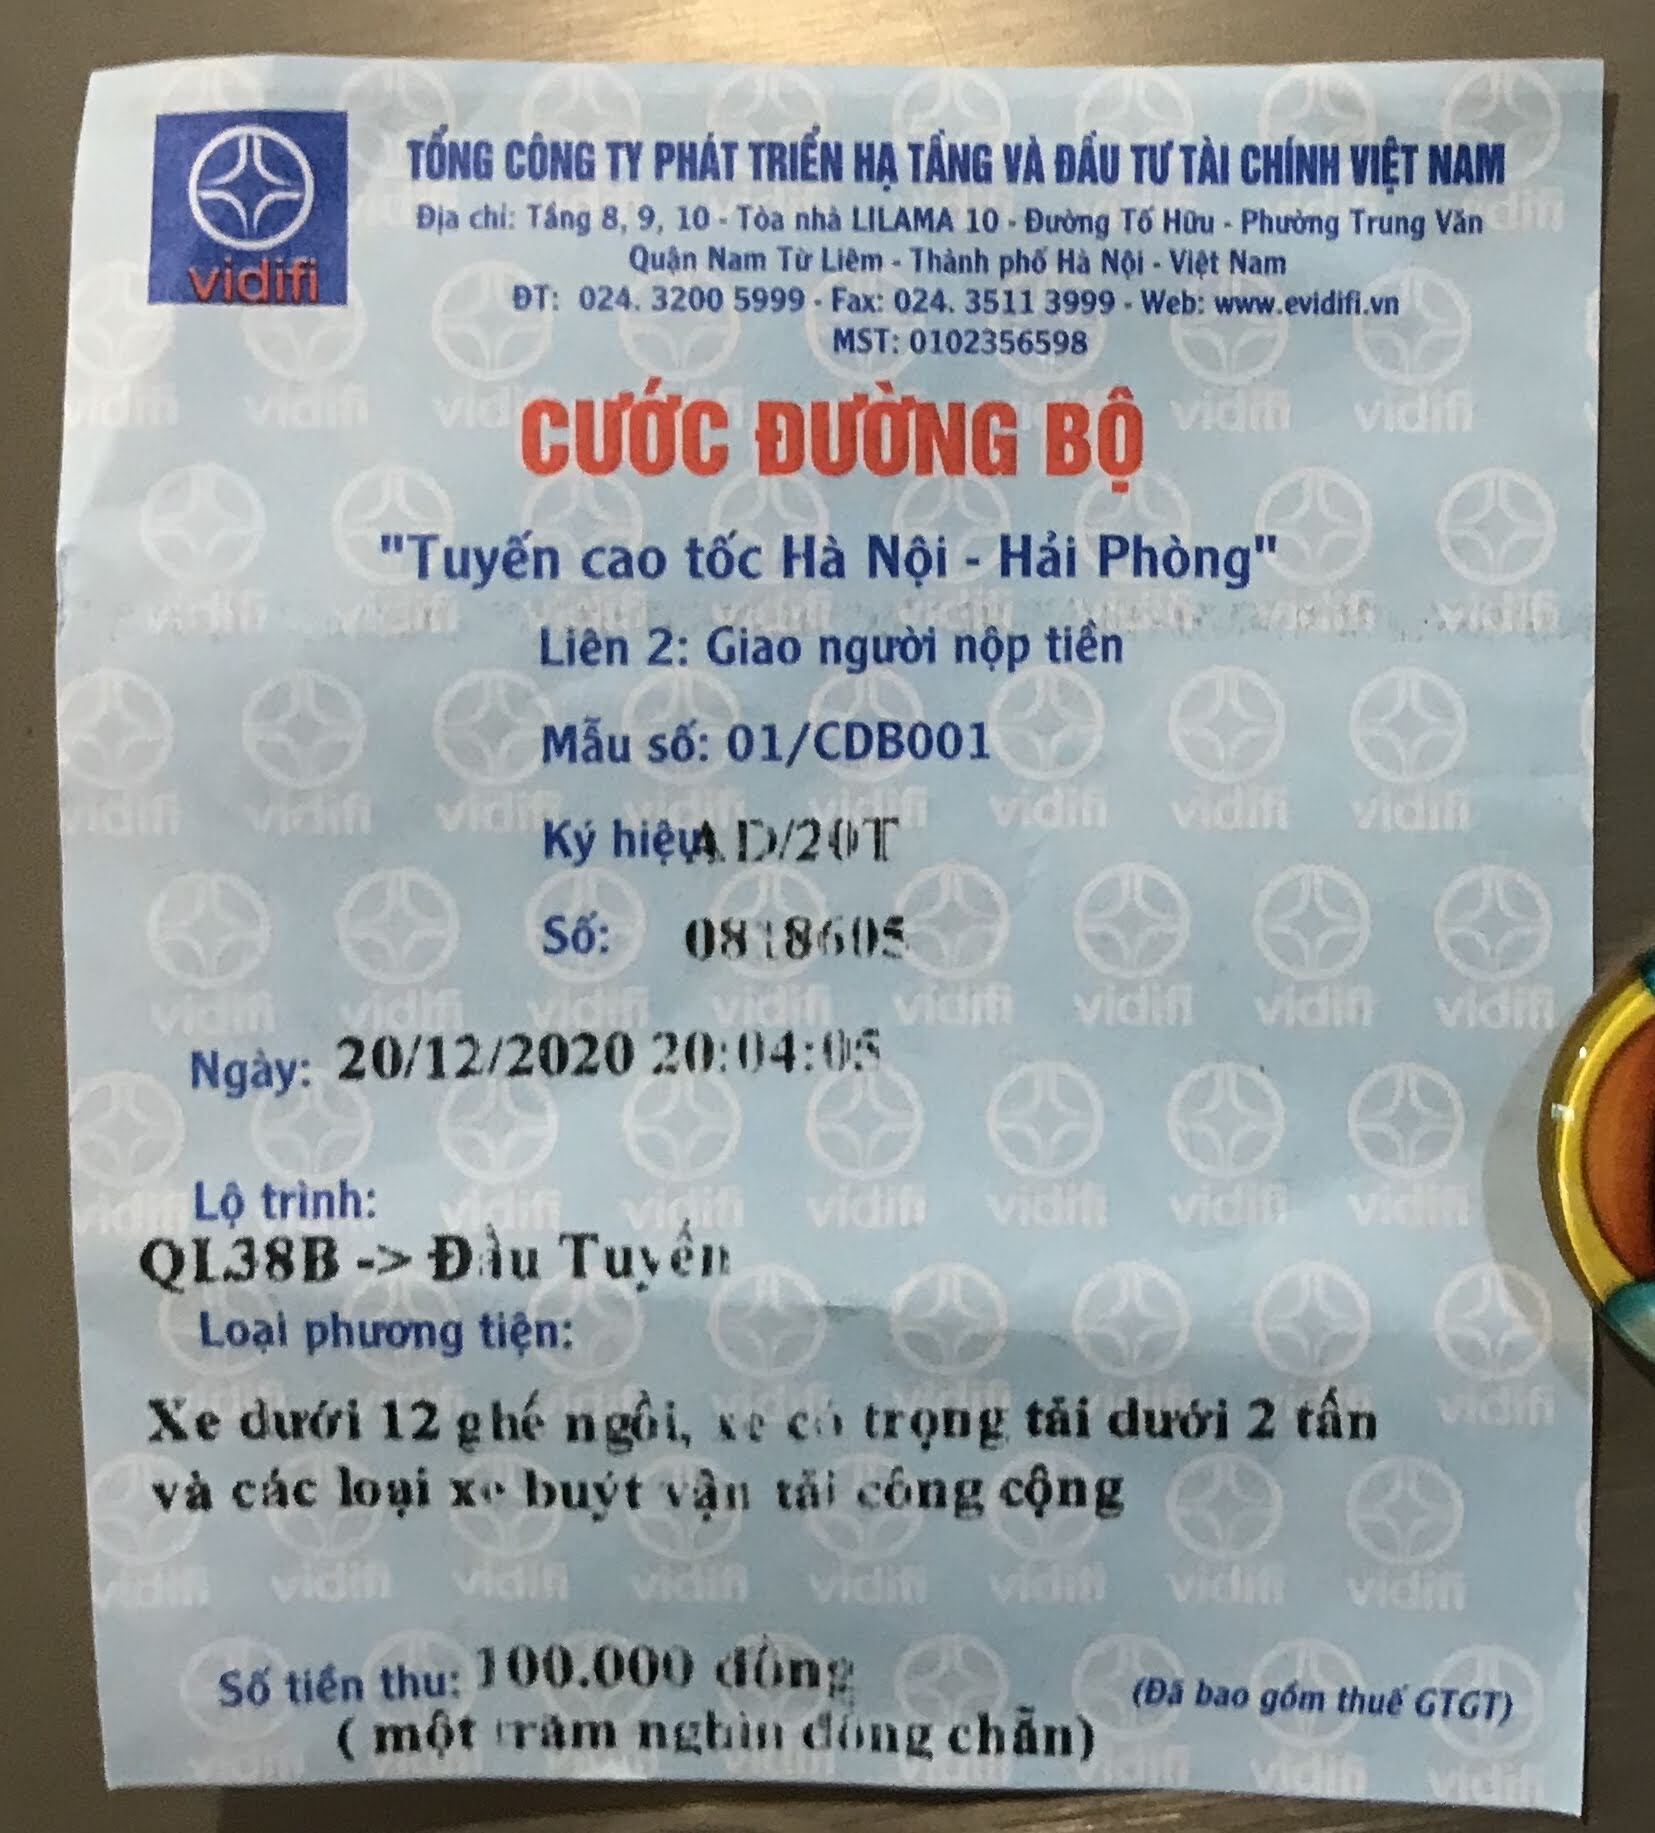 vidifi
TỔNG CÔNG TY PHÁT TRIỂN HẠ TẦNG VÀ ĐẦU TƯ TÀI CHÍNH VIỆT NAM
Địa chỉ: Tầng 8, 9, 10 - Tòa nhà LILAMA 10 - Đường Tố Hữu - Phường Trung Văn
Quận Nam Từ Liêm - Thành phố Hà Nội - Việt Nam
ĐT: 024. 3200 5999 - Fax: 024. 3511 3999 - Web: www.evidifi.vn
MST: 0102356598
CƯỚC ĐƯỜNG BỘ
"Tuyến cao tốc Hà Nội - Hải Phòng"
Liên 2: Giao người nộp tiền
Mẫu số: 01/CDB001
Ký hiệu: AD/20T
Số: 0818605
Ngày: 20/12/2020 20:04:05
Lộ trình:
QL38B -> Đầu Tuyến
Loại phương tiện:
Xe dưới 12 ghế ngồi, xe có trọng tải dưới 2 tấn
và các loại xe buýt vận tải công cộng
Số tiền thu: 100.000 đồng (Đã bao gồm thuế GTGT)
( một trăm nghìn đồng chẵn)